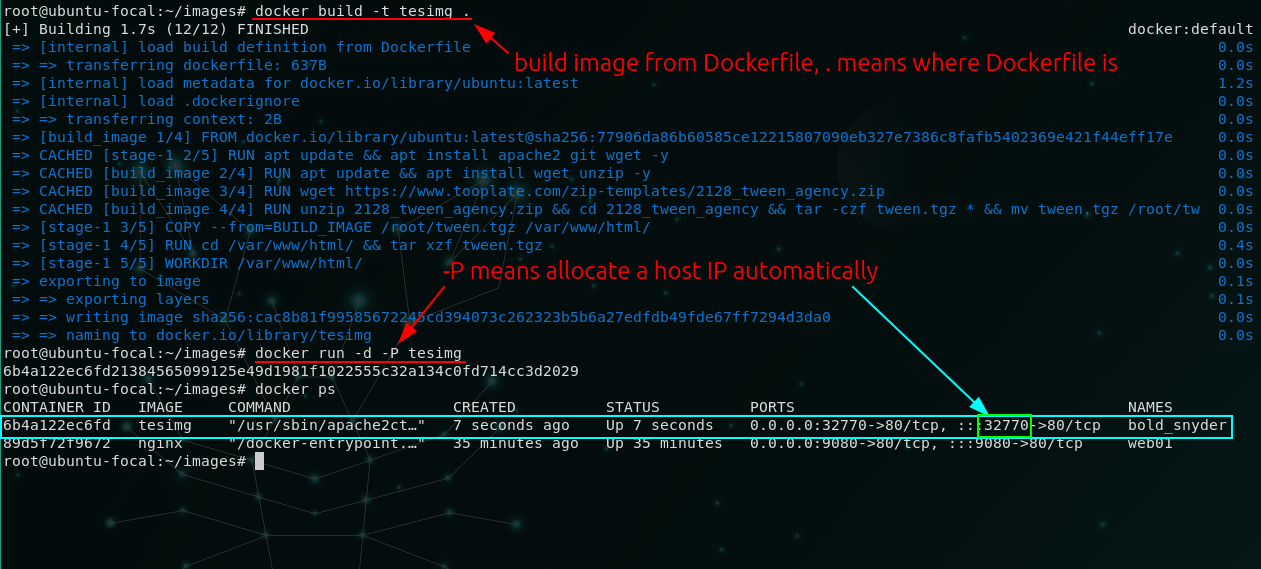 root@ubuntu-focal:~/images# docker build -t tesimg .
[+] Building 1.7s (12/12) FINISHED docker:default
=> [internal] load build definition from Dockerfile 0.0s
build image from Dockerfile, . means where Dockerfile is
=> => transferring dockerfile: 637B 0.0s
=> [internal] load metadata for docker.io/library/ubuntu:latest 1.2s
=> [internal] load .dockerignore 0.0s
=> => transferring context: 2B 0.0s
=> [build_image 1/4] FROM docker.io/library/ubuntu:latest@sha256:77906da86b60585ce12215807090eb327e7386c8fafb5402369e421f44eff17e 0.0s
=> CACHED [stage-1 2/5] RUN apt update && apt install apache2 git wget -y 0.0s
=> CACHED [build_image 2/4] RUN apt update && apt install wget unzip -y 0.0s
=> CACHED [build_image 3/4] RUN wget https://www.tooplate.com/zip-templates/2128_tween_agency.zip 0.0s
=> CACHED [build_image 4/4] RUN unzip 2128_tween_agency.zip && cd 2128_tween_agency && tar -czf tween.tgz * && mv tween.tgz /root/tw 0.0s
=> [stage-1 3/5] COPY --from=BUILD_IMAGE /root/tween.tgz /var/www/html/ 0.0s
=> [stage-1 4/5] RUN cd /var/www/html/ && tar xzf tween.tgz 0.4s
=> [stage-1 5/5] WORKDIR /var/www/html/ 0.0s
-P means allocate a host IP automatically
=> exporting to image 0.1s
=> => exporting layers 0.1s
=> => writing image sha256:cac8b81f99585672245cd394073c262323b5b6a27edfdb49fde67ff7294d3da0 0.0s
=> => naming to docker.io/library/tesimg 0.0s
root@ubuntu-focal:~/images# docker run -d -P tesimg
6b4a122ec6fd21384565099125e49d1981f1022555c32a134c0fd714cc3d2029
root@ubuntu-focal:~/images# docker ps
CONTAINER ID IMAGE COMMAND CREATED STATUS PORTS NAMES
6b4a122ec6fd tesimg "/usr/sbin/apache2ct…" 7 seconds ago Up 7 seconds 0.0.0.0:32770->80/tcp, :::32770->80/tcp bold_snyder
89d5f72f9672 nginx "/docker-entrypoint.…" 35 minutes ago Up 35 minutes 0.0.0.0:9080->80/tcp, :::9080->80/tcp web01
root@ubuntu-focal:~/images#